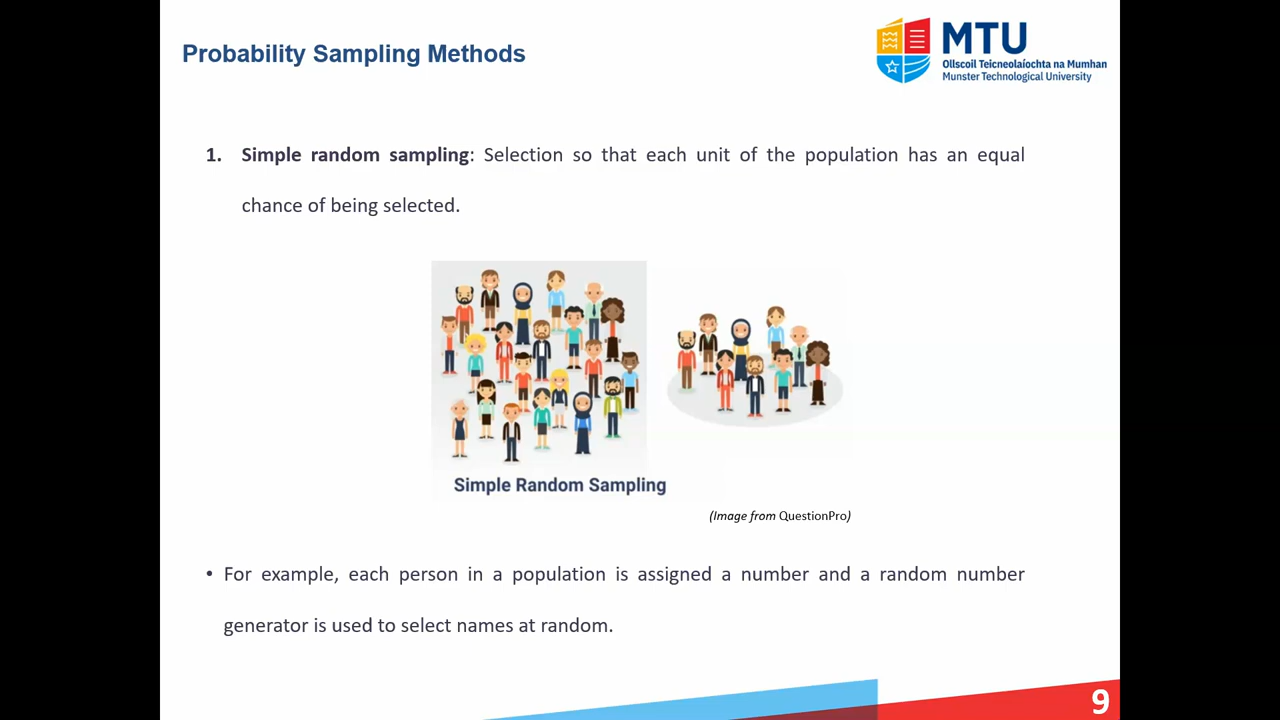 Probability Sampling Methods
MTU
Ollscoil Teicneolaíochta na Mumhan
Munster Technological University
1. Simple random sampling: Selection so that each unit of the population has an equal
chance of being selected.
Simple Random Sampling
(Image from QuestionPro)
• For example, each person in a population is assigned a number and a random number
generator is used to select names at random.
9